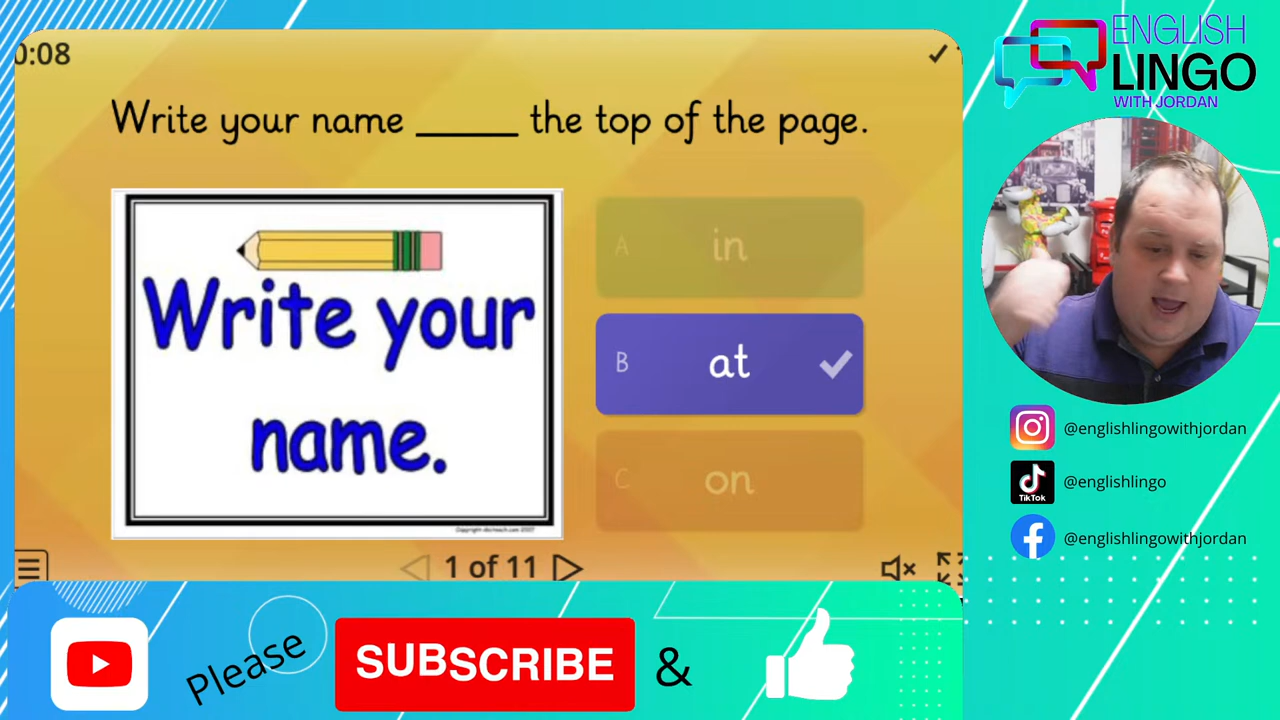 0:08
Write your name _____ the top of the page.
Write your
name.
A in
B at
C on
1 of 11
ENGLISH
LINGO
WITH JORDAN
@englishlingowithjordan
TikTok
@englishlingo
@englishlingowithjordan
Please
SUBSCRIBE
&